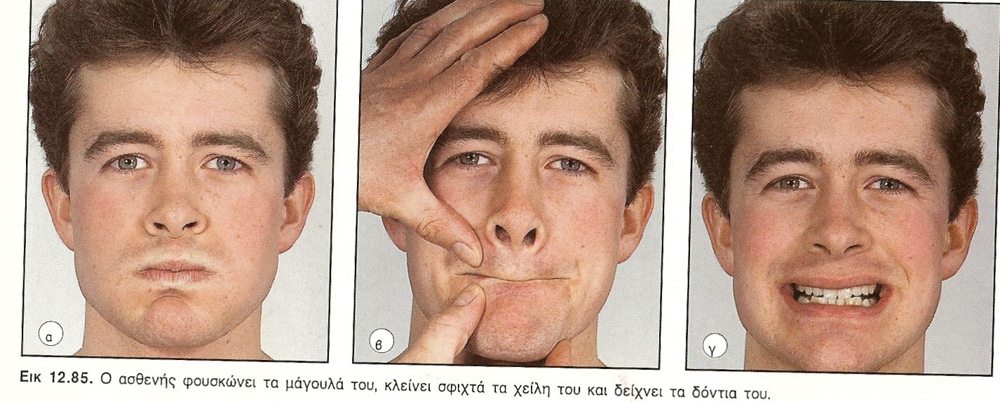 α
β
γ
Εικ 12.85. Ο ασθενής φουσκώνει τα μάγουλά του, κλείνει σφιχτά τα χείλη του και δείχνει τα δόντια του.